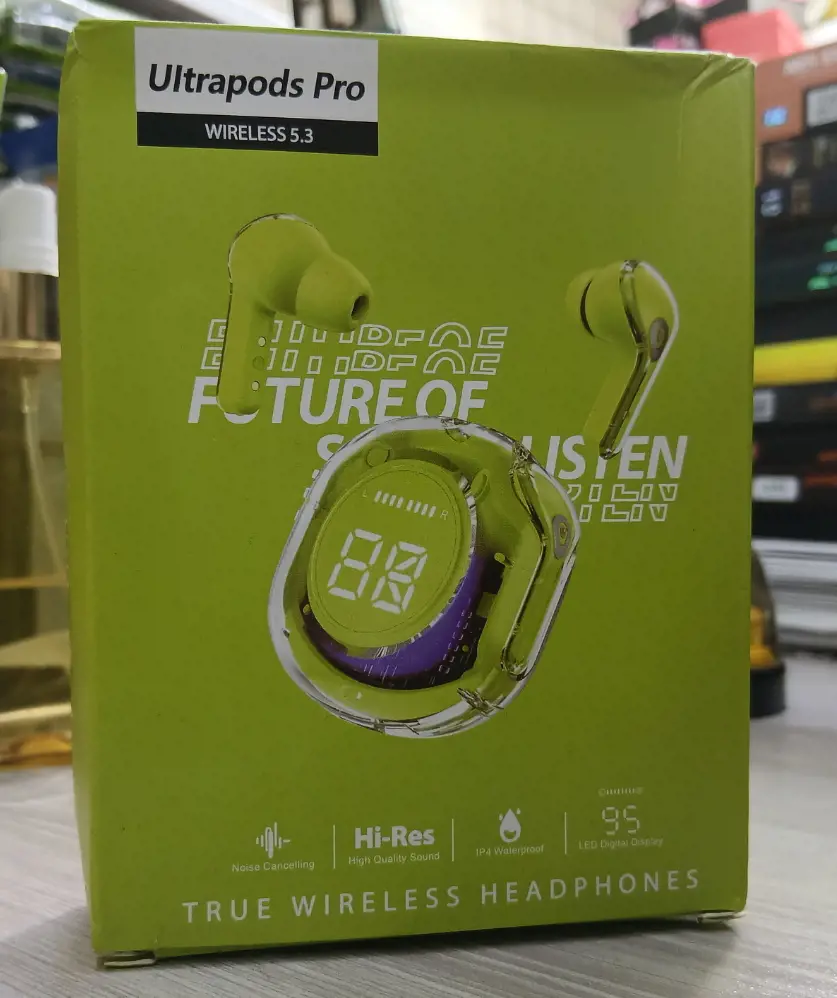 Ultrapods Pro
WIRELESS 5.3
FUTURE OF
LISTEN
L R
88
Noise Cancelling
Hi-Res
High Quality Sound
IP4 Waterproof
95
LED Digital Display
TRUE WIRELESS HEADPHONES